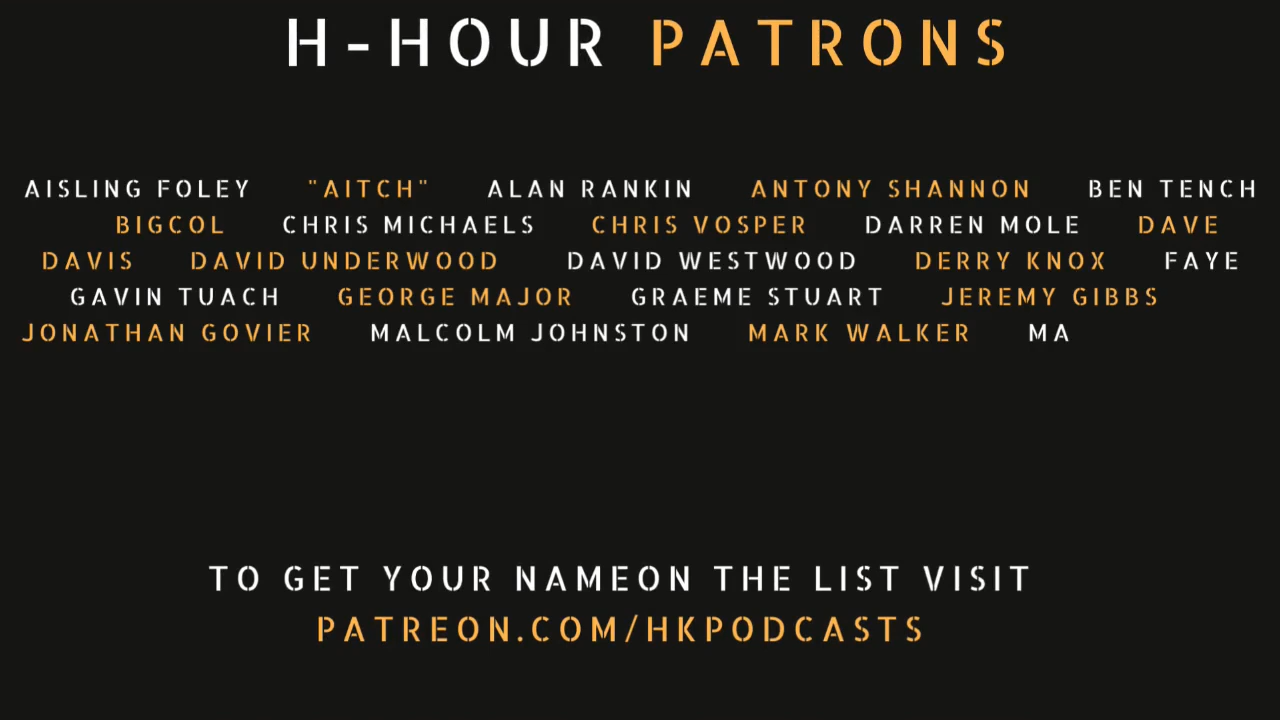 H-HOUR PATRONS
AISLING FOLEY "AITCH" ALAN RANKIN ANTONY SHANNON BEN TENCH
BIGCOL CHRIS MICHAELS CHRIS VOSPER DARREN MOLE DAVE
DAVIS DAVID UNDERWOOD DAVID WESTWOOD DERRY KNOX FAYE
GAVIN TUACH GEORGE MAJOR GRAEME STUART JEREMY GIBBS
JONATHAN GOVIER MALCOLM JOHNSTON MARK WALKER MA
TO GET YOUR NAMEON THE LIST VISIT
PATREON.COM/HKPODCASTS